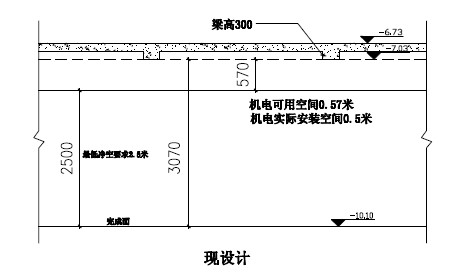 梁高300
-6.73
-7.03
570
机电可用空间0.57米
机电实际安装空间0.5米
2500
最低净空要求2.5米
3070
完成面
-10.10
现设计